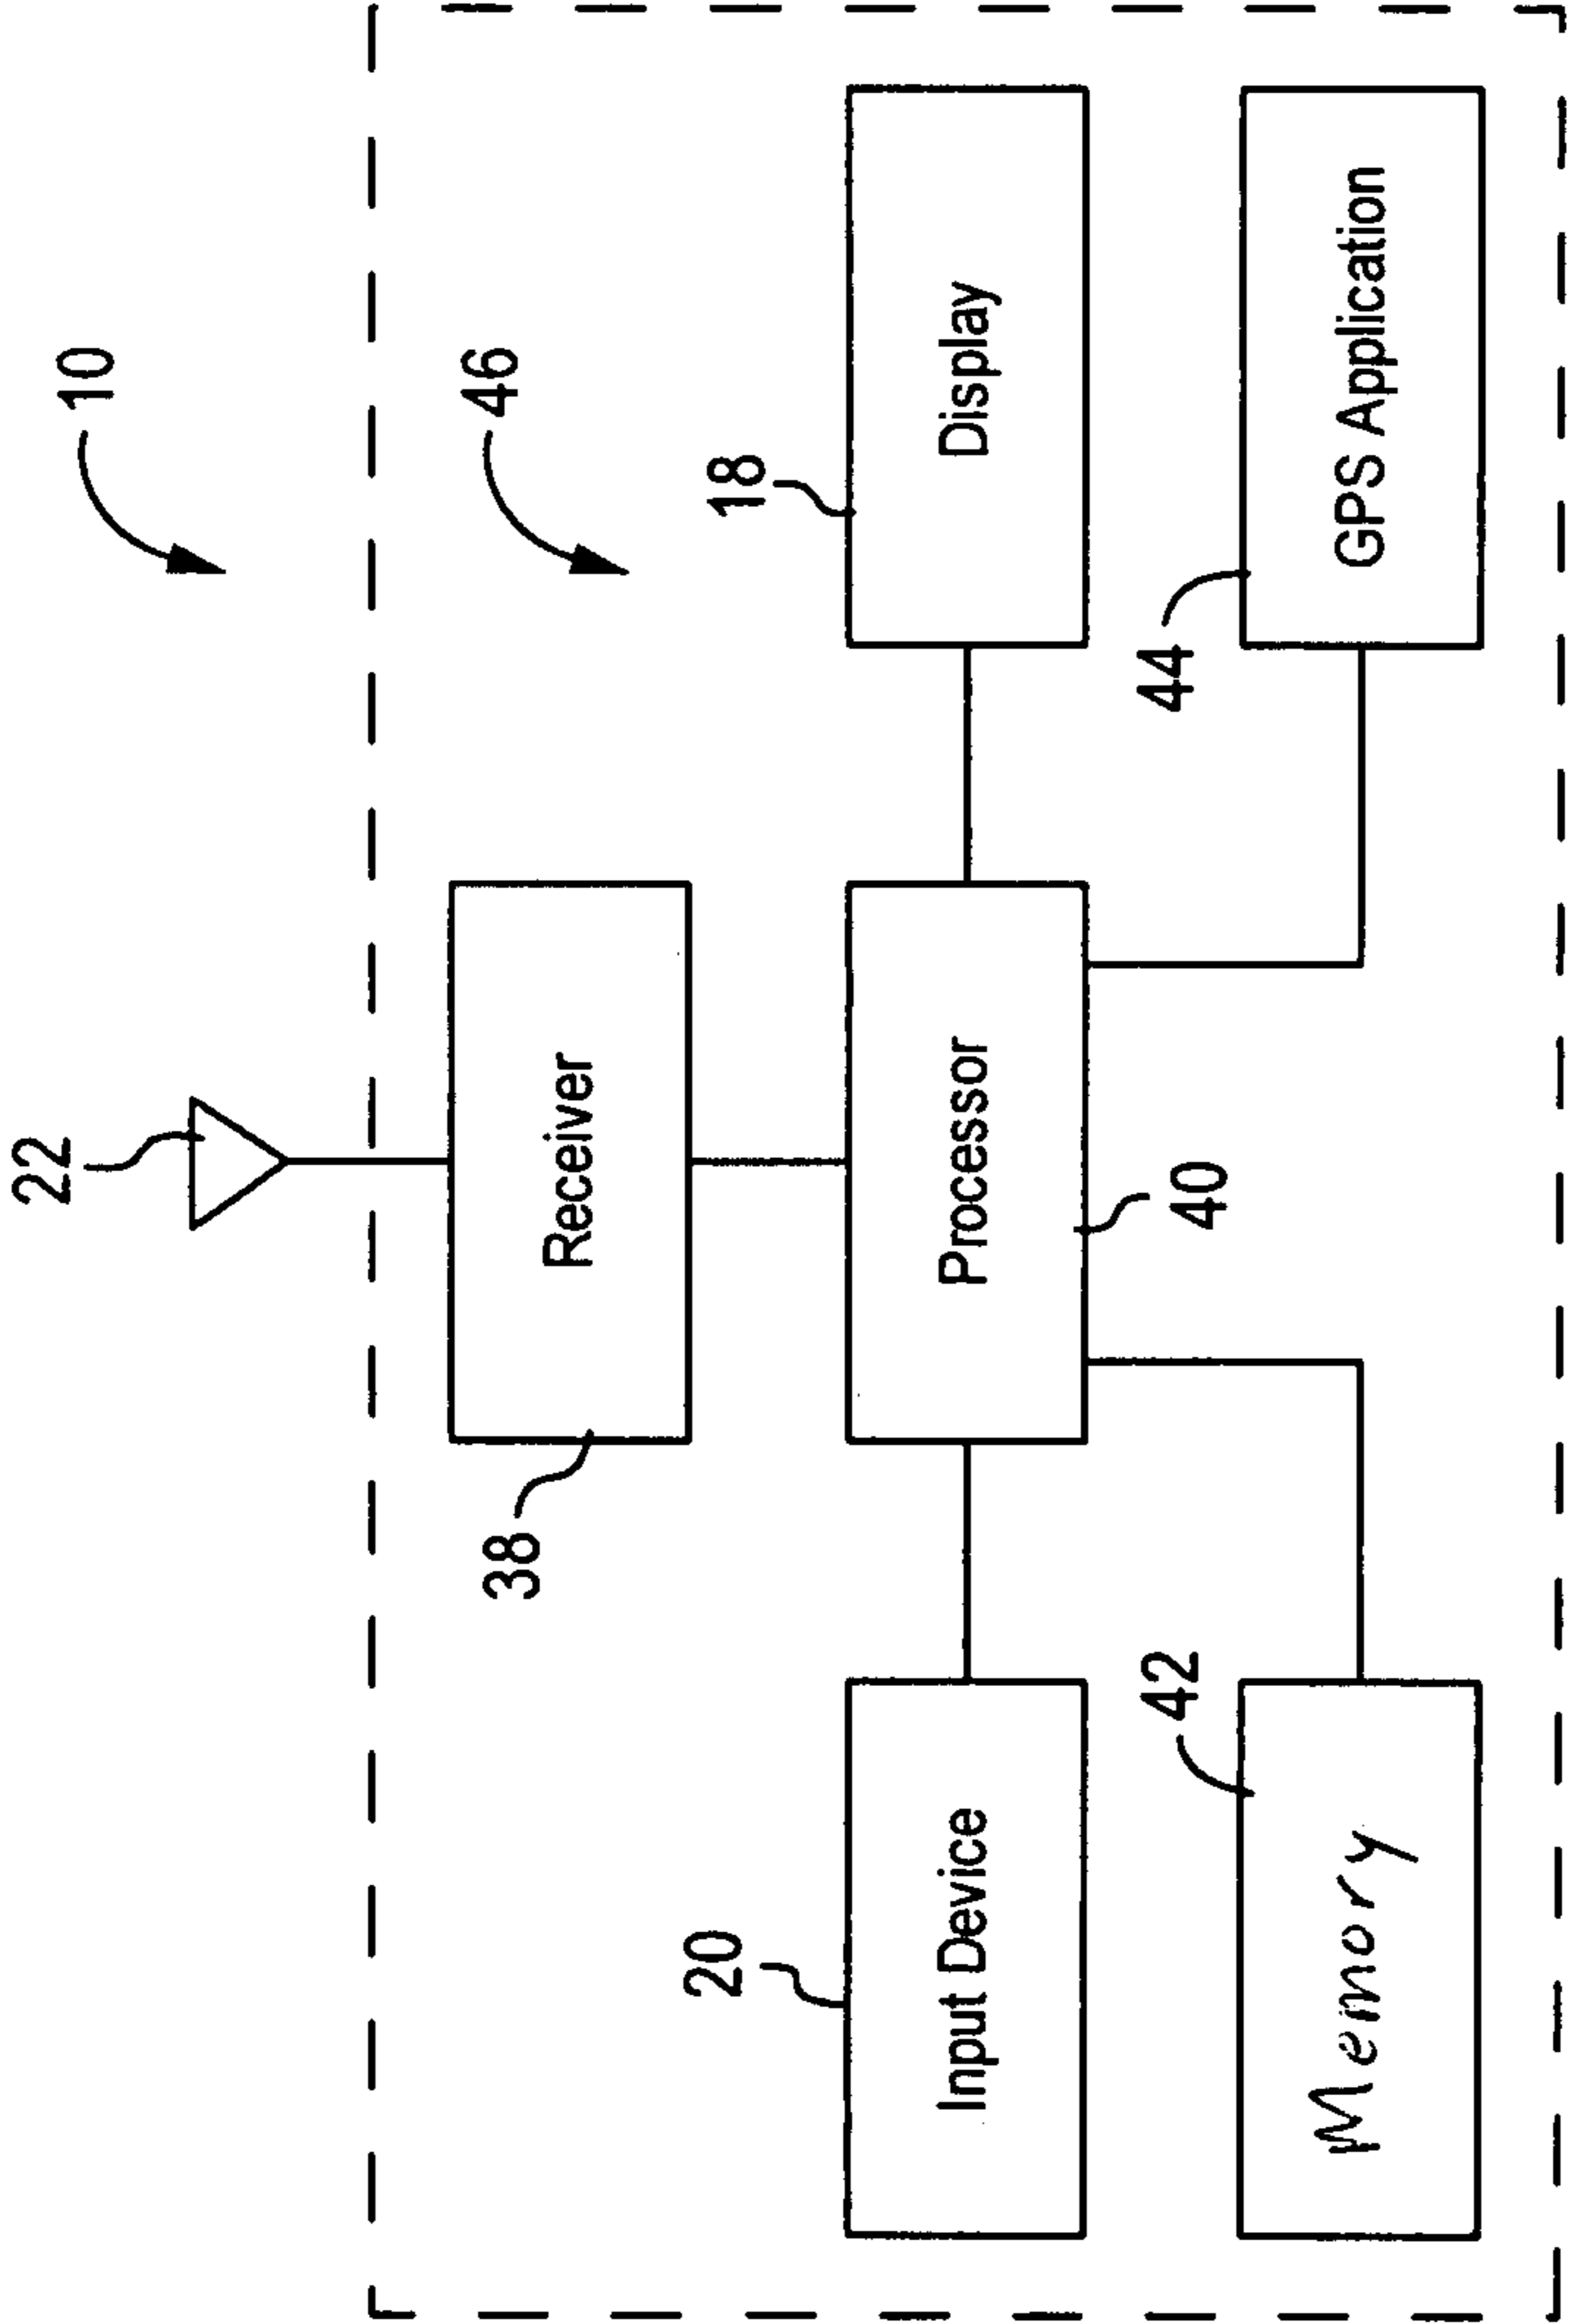 10
22
46
Receiver
38
18
20
Input Device
Processor
Display
40
42
44
Memory
GPS Application